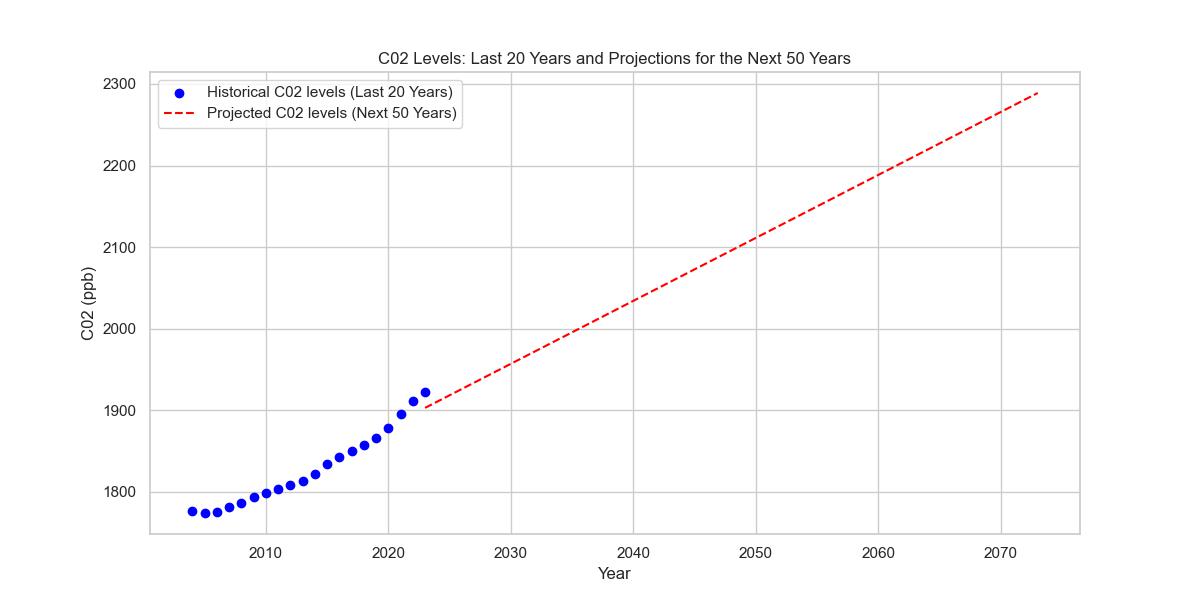 C02 Levels: Last 20 Years and Projections for the Next 50 Years
Historical C02 levels (Last 20 Years)
Projected C02 levels (Next 50 Years)
C02 (ppb)
2300
2200
2100
2000
1900
1800
2010 2020 2030 2040 2050 2060 2070
Year